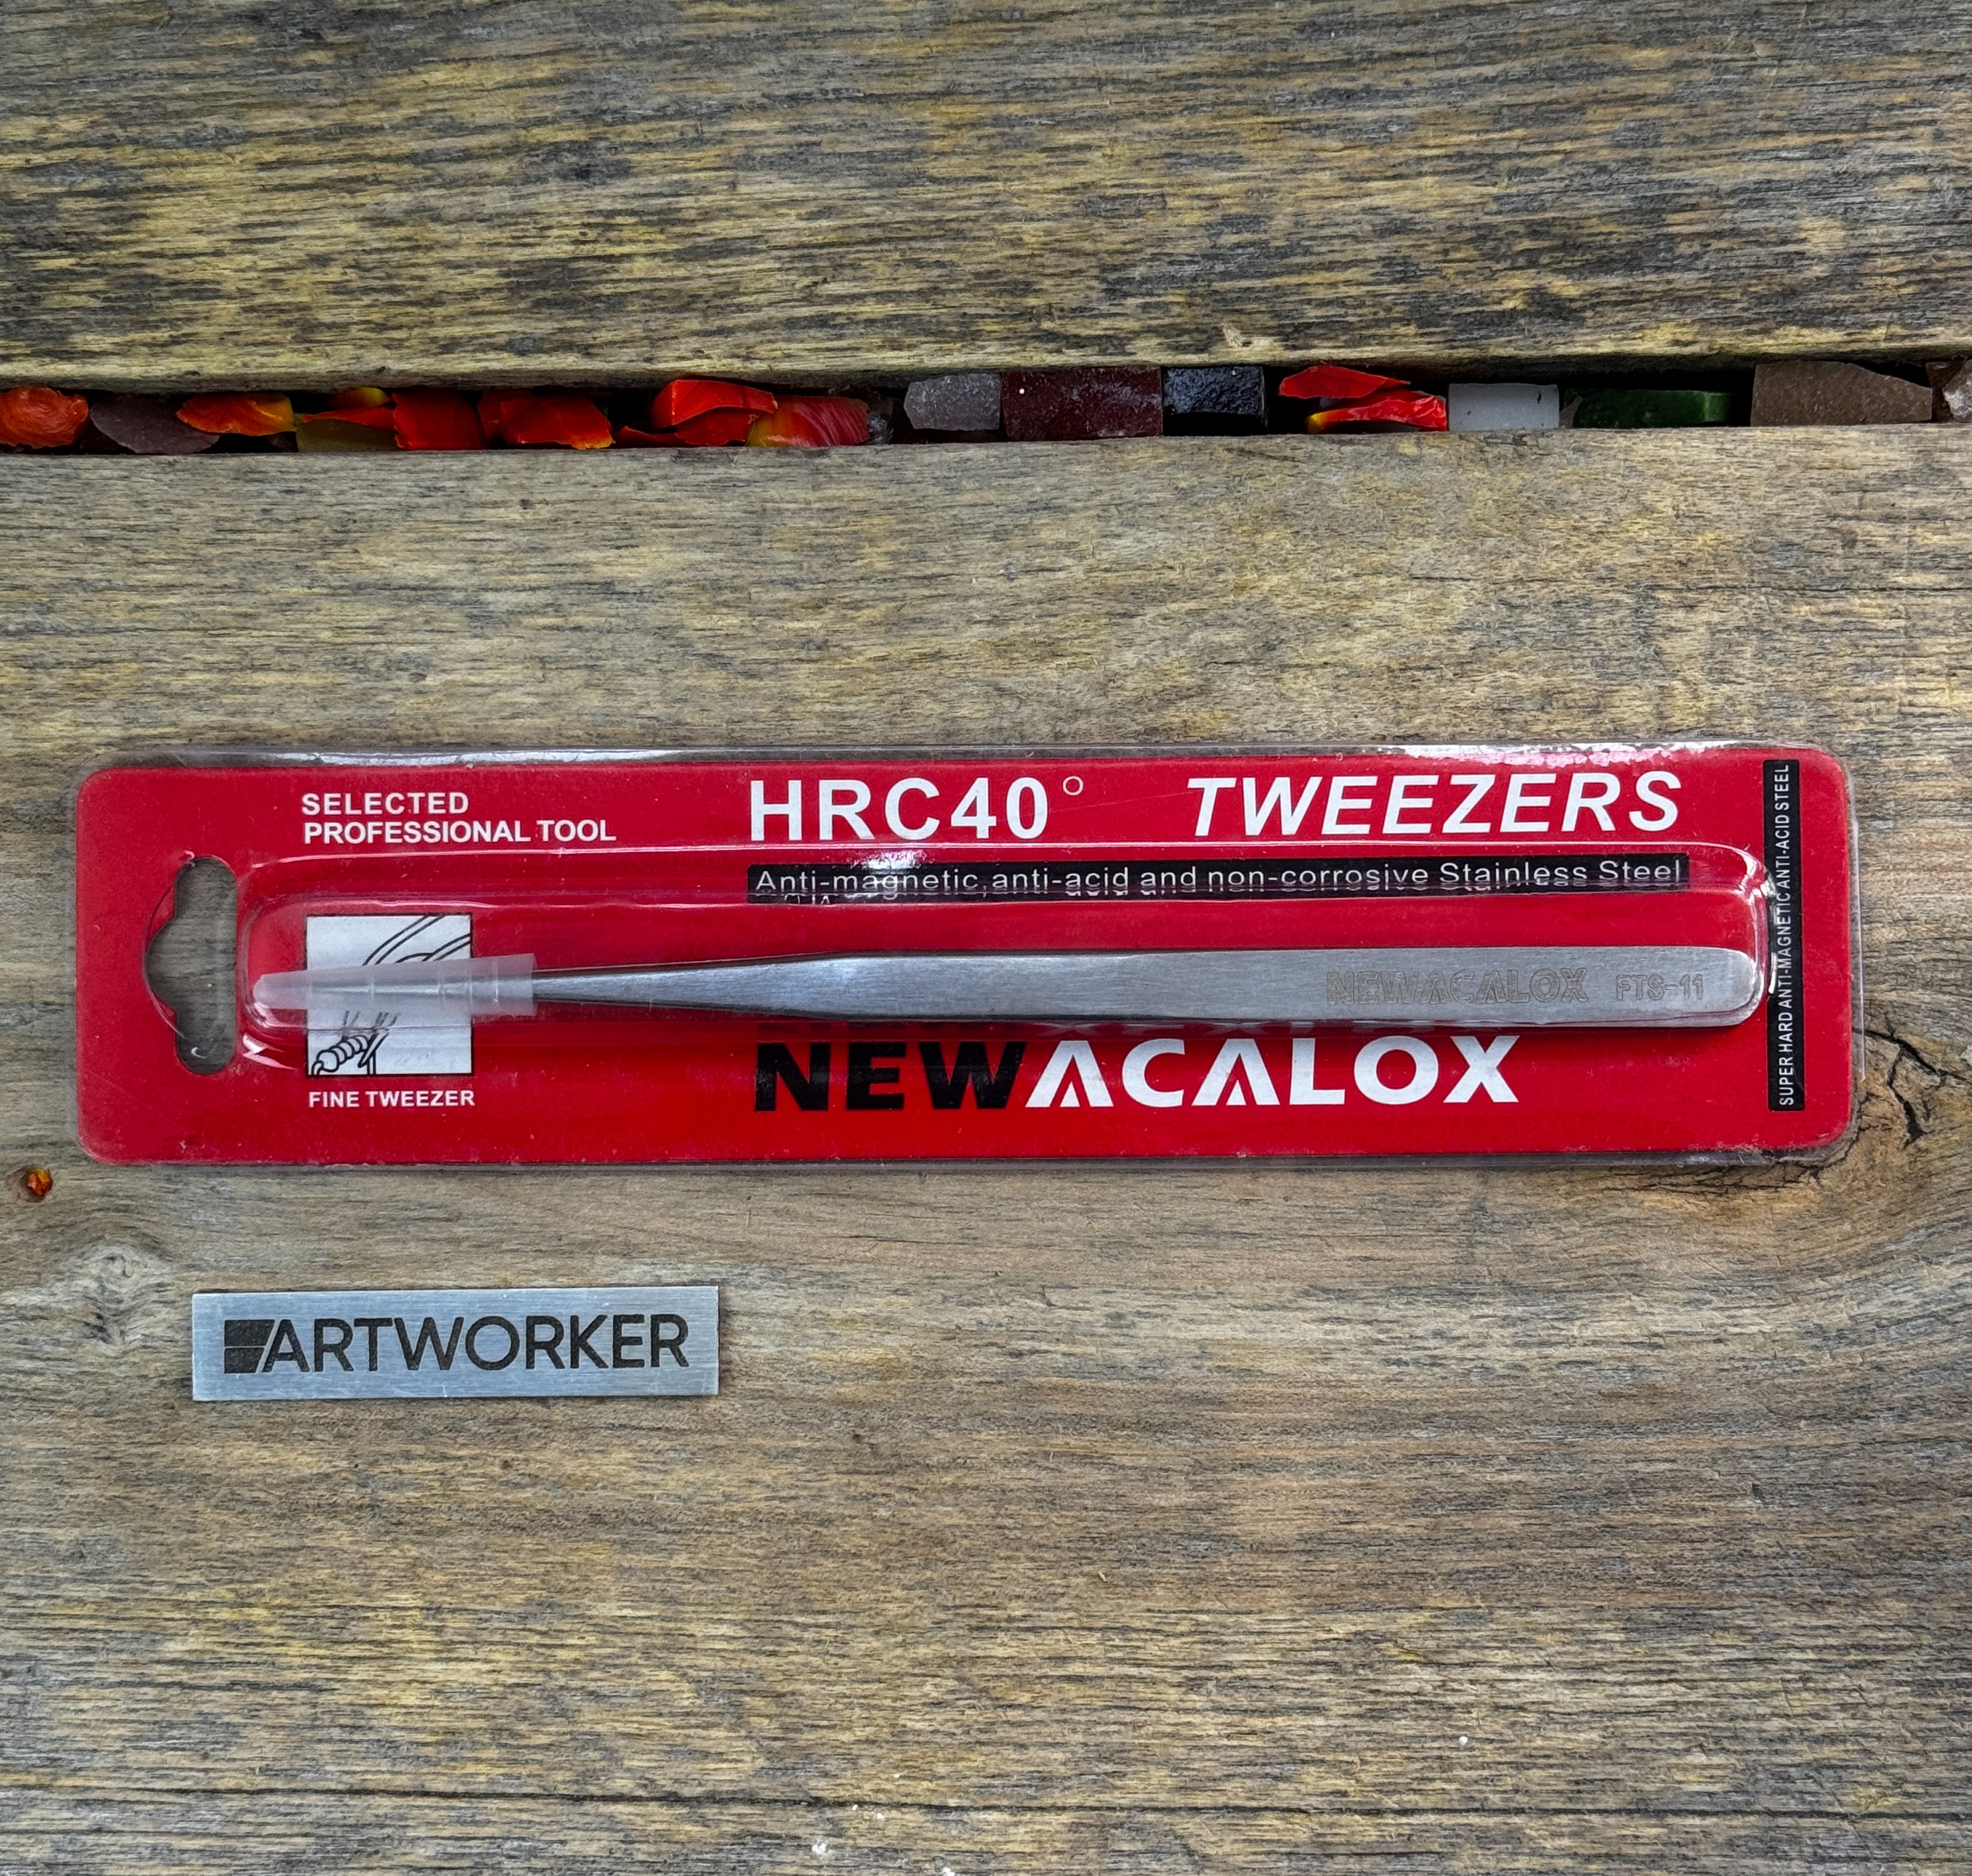 SELECTED
PROFESSIONAL TOOL
HRC40°
TWEEZERS
Anti-magnetic,anti-acid and non-corrosive Stainless Steel
NEWACALOX FTS-11
NEWACALOX
FINE TWEEZER
SUPER HARD ANTI-MAGNETIC ANTI-ACID STEEL
ARTWORKER